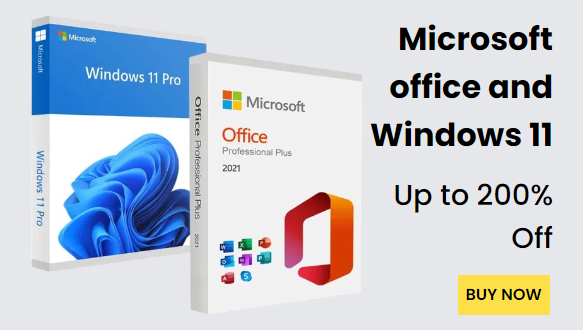 Microsoft
Microsoft
Windows 11 Pro
Windows 11 Pro
Microsoft
Office
Professional Plus
2021
Office Professional Plus
2021
Microsoft
office and
Windows 11
Up to 200%
Off
BUY NOW